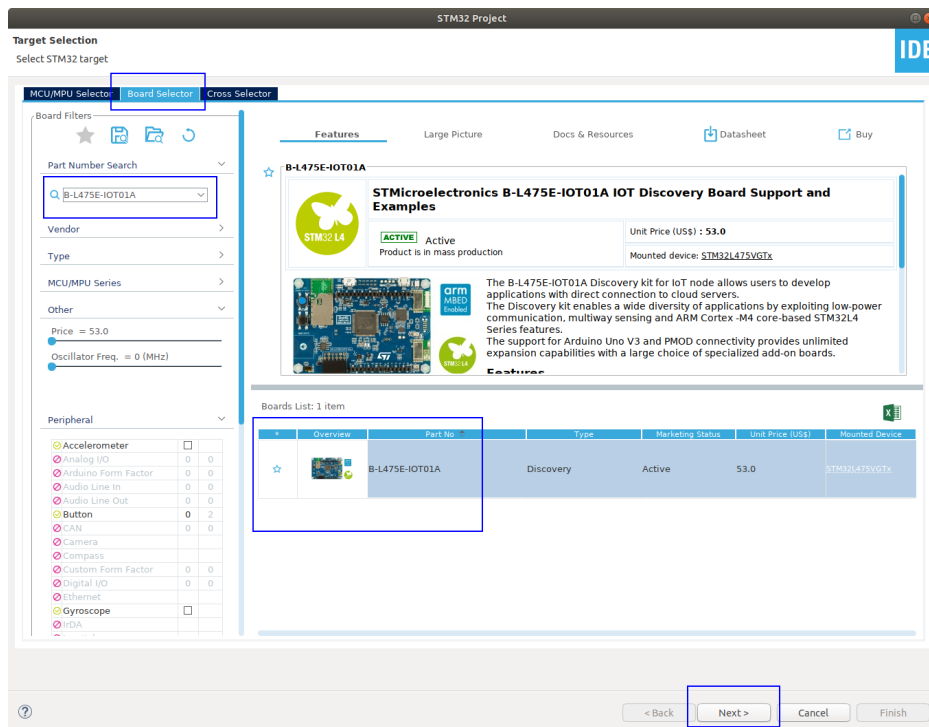 STM32 Project
Target Selection
Select STM32 target
IDE
MCU/MPU Selector
Board Selector
Cross Selector
Board Filters
Part Number Search
B-L475E-IOT01A
Vendor
Type
MCU/MPU Series
Other
Price = 53.0
Oscillator Freq. = 0 (MHz)
Peripheral
Accelerometer
Analog I/O 0 0
Arduino Form Factor 0 0
Audio Line In 0 0
Audio Line Out 0 0
Button 0 2
CAN 0 0
Camera
Compass
Custom Form Factor 0 0
Digital I/O 0 0
Ethernet
Gyroscope
IrDA
Features
Large Picture
Docs & Resources
Datasheet
Buy
B-L475E-IOT01A
STM32 L4
STMicroelectronics B-L475E-IOT01A IOT Discovery Board Support and
Examples
ACTIVE Active
Product is in mass production
Unit Price (US$) : 53.0
Mounted device: STM32L475VGTx
arm
MBED
Enabled
STM32 L4
The B-L475E-IOT01A Discovery kit for IoT node allows users to develop
applications with direct connection to cloud servers.
The Discovery kit enables a wide diversity of applications by exploiting low-power
communication, multiway sensing and ARM Cortex -M4 core-based STM32L4
Series features.
The support for Arduino Uno V3 and PMOD connectivity provides unlimited
expansion capabilities with a large choice of specialized add-on boards.
Features
Boards List: 1 item
* Overview Part No Type Marketing Status Unit Price (US$) Mounted Device
B-L475E-IOT01A Discovery Active 53.0 STM32L475VGTx
< Back
Next >
Cancel
Finish